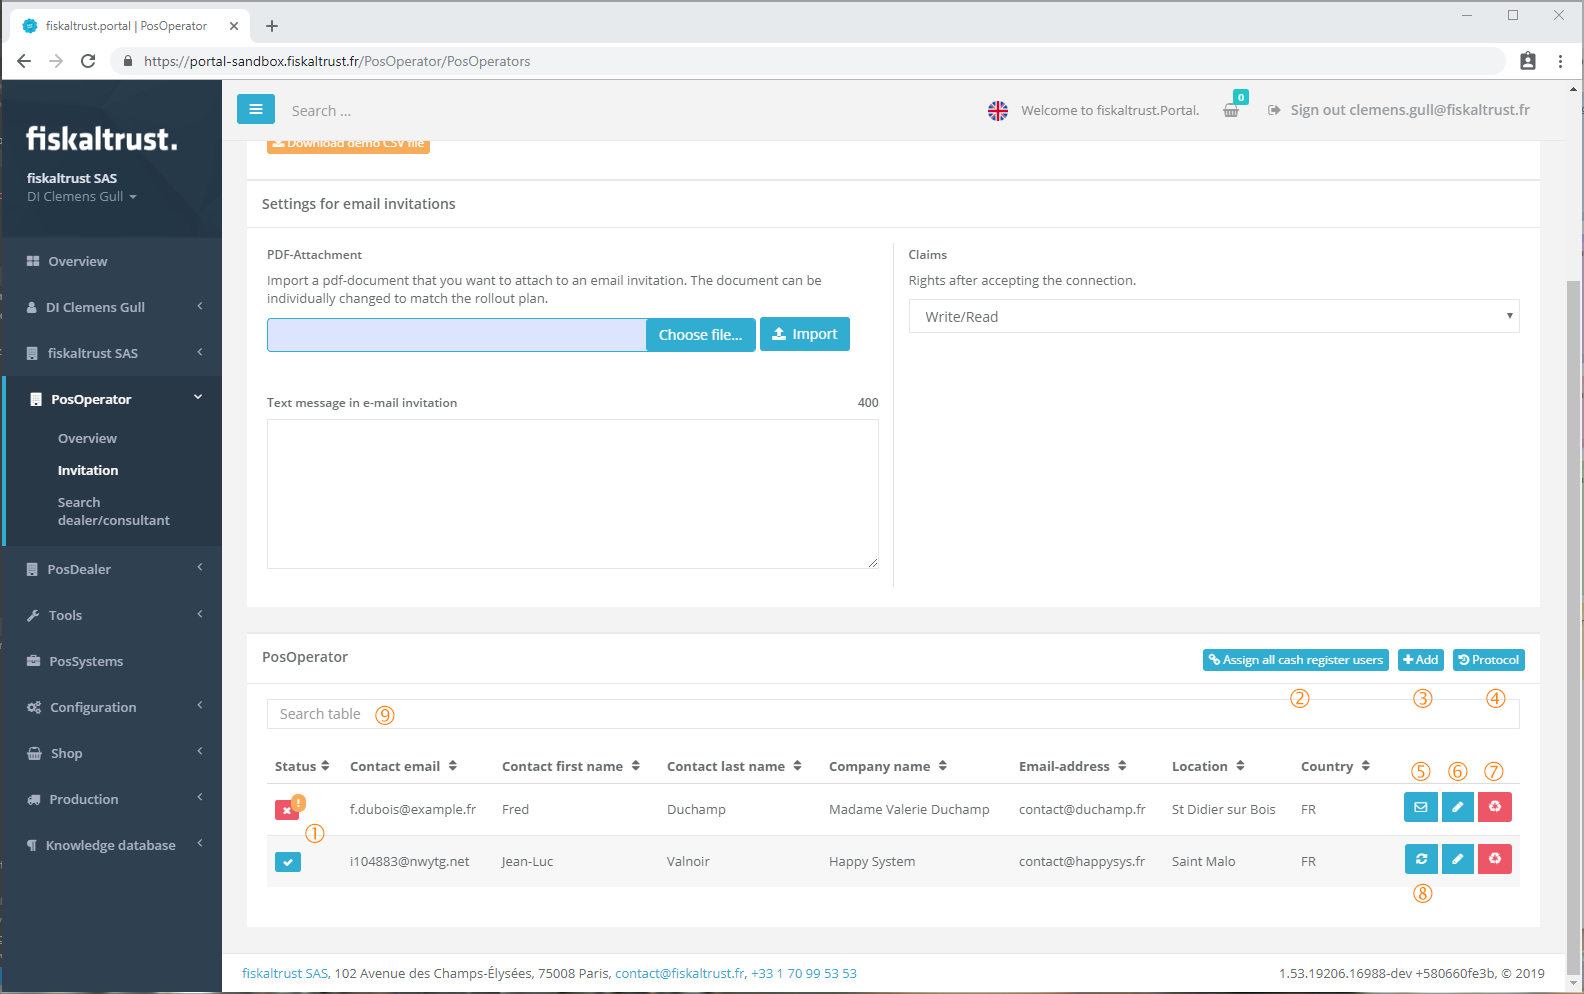 fiskaltrust.portal | PosOperator
https://portal-sandbox.fiskaltrust.fr/PosOperator/PosOperators
fiskaltrust.
fiskaltrust SAS
DI Clemens Gull
Search ...
Welcome to fiskaltrust.Portal.
0
Sign out clemens.gull@fiskaltrust.fr
Overview
DI Clemens Gull
fiskaltrust SAS
PosOperator
Overview
Invitation
Search
dealer/consultant
PosDealer
Tools
PosSystems
Configuration
Shop
Production
Knowledge database
Download demo CSV file
Settings for email invitations
PDF-Attachment
Import a pdf-document that you want to attach to an email invitation. The document can be
individually changed to match the rollout plan.
Choose file...
Import
Text message in e-mail invitation 400
Claims
Rights after accepting the connection.
Write/Read
PosOperator
Assign all cash register users
Add
Protocol
② ③ ④
Search table ⑨
Status Contact email Contact first name Contact last name Company name Email-address Location Country
⑤ ⑥ ⑦
! f.dubois@example.fr Fred Duchamp Madame Valerie Duchamp contact@duchamp.fr St Didier sur Bois FR
①
i104883@nwytg.net Jean-Luc Valnoir Happy System contact@happysys.fr Saint Malo FR
⑧
fiskaltrust SAS, 102 Avenue des Champs-Élysées, 75008 Paris, contact@fiskaltrust.fr, +33 1 70 99 53 53
1.53.19206.16988-dev +580660fe3b, © 2019